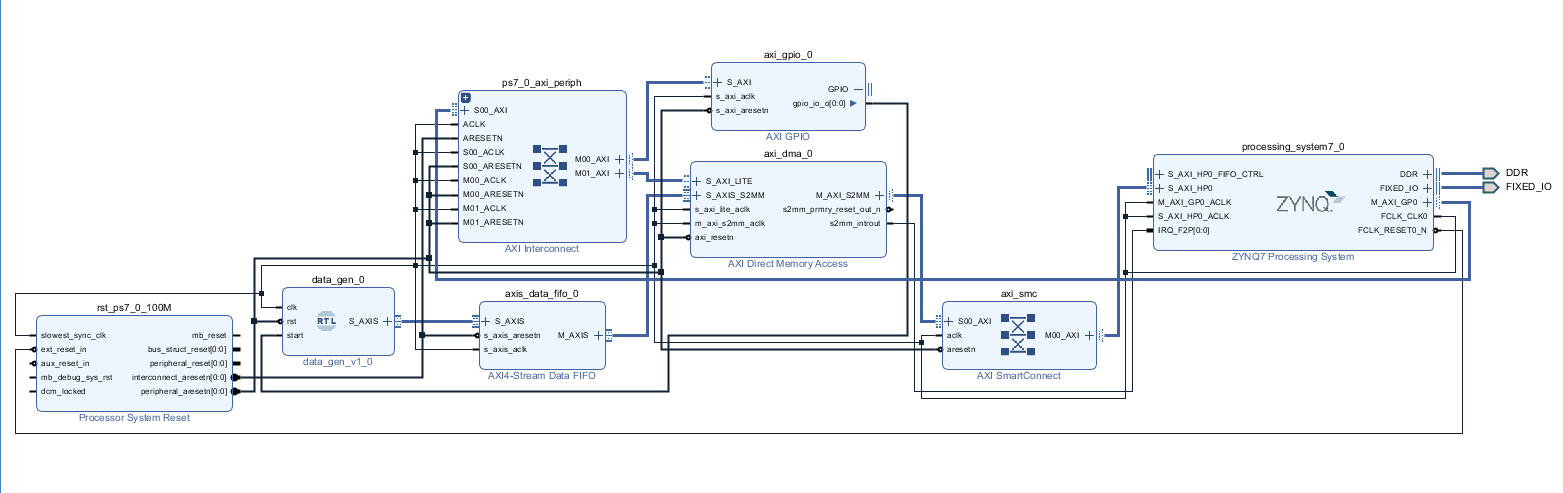 axi_gpio_0
S_AXI
s_axi_aclk
s_axi_aresetn
GPIO
gpio_io_o[0:0]
AXI GPIO
ps7_0_axi_periph
S00_AXI
ACLK
ARESETN
S00_ACLK
S00_ARESETN
M00_ACLK
M00_ARESETN
M01_ACLK
M01_ARESETN
M00_AXI
M01_AXI
AXI Interconnect
axi_dma_0
S_AXI_LITE
S_AXIS_S2MM
s_axi_lite_aclk
m_axi_s2mm_aclk
axi_resetn
M_AXI_S2MM
s2mm_prmry_reset_out_n
s2mm_introut
AXI Direct Memory Access
processing_system7_0
S_AXI_HP0_FIFO_CTRL
S_AXI_HP0
M_AXI_GP0_ACLK
S_AXI_HP0_ACLK
IRQ_F2P[0:0]
ZYNQ
DDR
FIXED_IO
M_AXI_GP0
FCLK_CLK0
FCLK_RESET0_N
ZYNQ7 Processing System
DDR
FIXED_IO
data_gen_0
clk
rst
start
RTL
S_AXIS
data_gen_v1_0
axis_data_fifo_0
S_AXIS
s_axis_aresetn
s_axis_aclk
M_AXIS
AXI4-Stream Data FIFO
axi_smc
S00_AXI
aclk
aresetn
M00_AXI
AXI SmartConnect
rst_ps7_0_100M
slowest_sync_clk
ext_reset_in
aux_reset_in
mb_debug_sys_rst
dcm_locked
mb_reset
bus_struct_reset[0:0]
peripheral_reset[0:0]
interconnect_aresetn[0:0]
peripheral_aresetn[0:0]
Processor System Reset